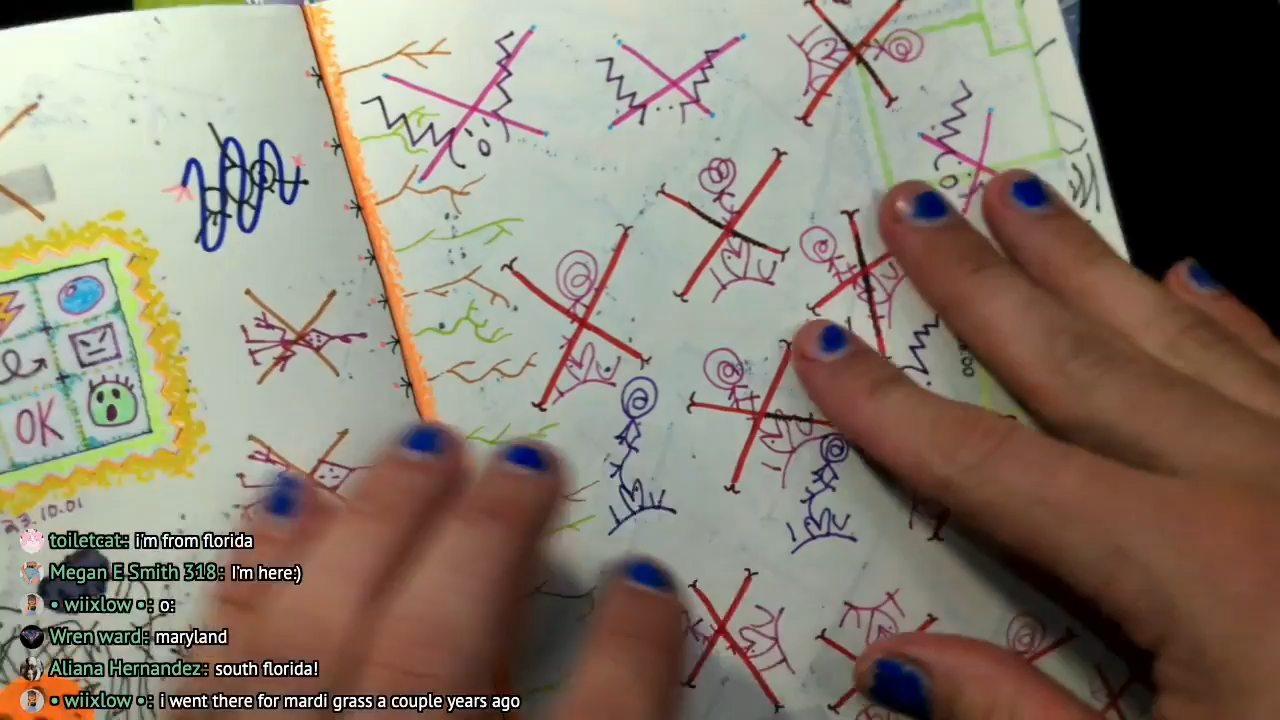 OK
23.10.01
toiletcat: i'm from florida
Megan E Smith 318: I'm here:)
• wiixlow •: o:
Wren ward: maryland
Aliana Hernandez: south florida!
• wiixlow •: i went there for mardi grass a couple years ago